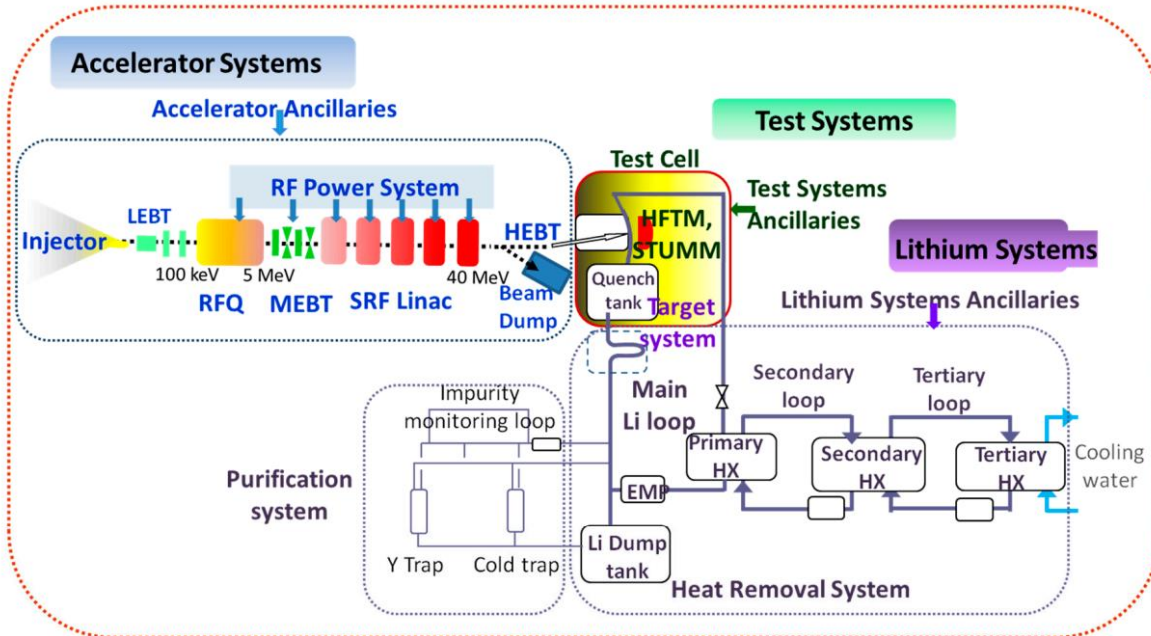 Accelerator Systems
Accelerator Ancillaries
RF Power System
LEBT
Injector
100 keV
5 MeV
40 MeV
RFQ
MEBT
SRF Linac
HEBT
Beam
Dump
Test Systems
Test Cell
Test Systems
Ancillaries
HFTM,
STUMM
Quench
tank
Target
system
Lithium Systems
Lithium Systems Ancillaries
Main
Li loop
Secondary
loop
Tertiary
loop
Primary
HX
Secondary
HX
Tertiary
HX
Cooling
water
EMP
Impurity
monitoring loop
Purification
system
Y Trap
Cold trap
Li Dump
tank
Heat Removal System